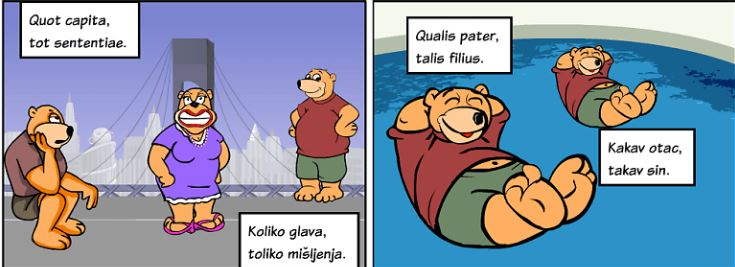 Quot capita,
tot sententiae.
Koliko glava,
toliko mišljenja.
Qualis pater,
talis filius.
Kakav otac,
takav sin.